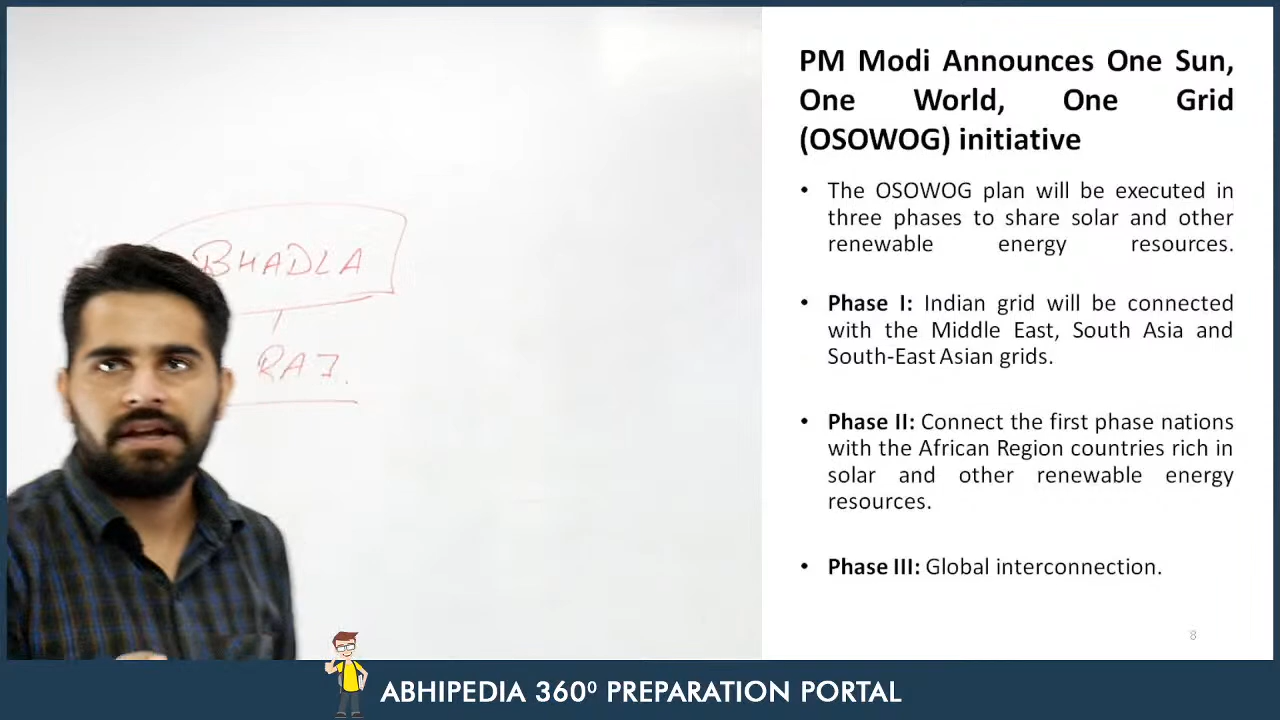 BHADLA
RAJ.
PM Modi Announces One Sun,
One World, One Grid
(OSOWOG) initiative
• The OSOWOG plan will be executed in
three phases to share solar and other
renewable energy resources.
• Phase I: Indian grid will be connected
with the Middle East, South Asia and
South-East Asian grids.
• Phase II: Connect the first phase nations
with the African Region countries rich in
solar and other renewable energy
resources.
• Phase III: Global interconnection.
8
ABHIPEDIA 360⁰ PREPARATION PORTAL